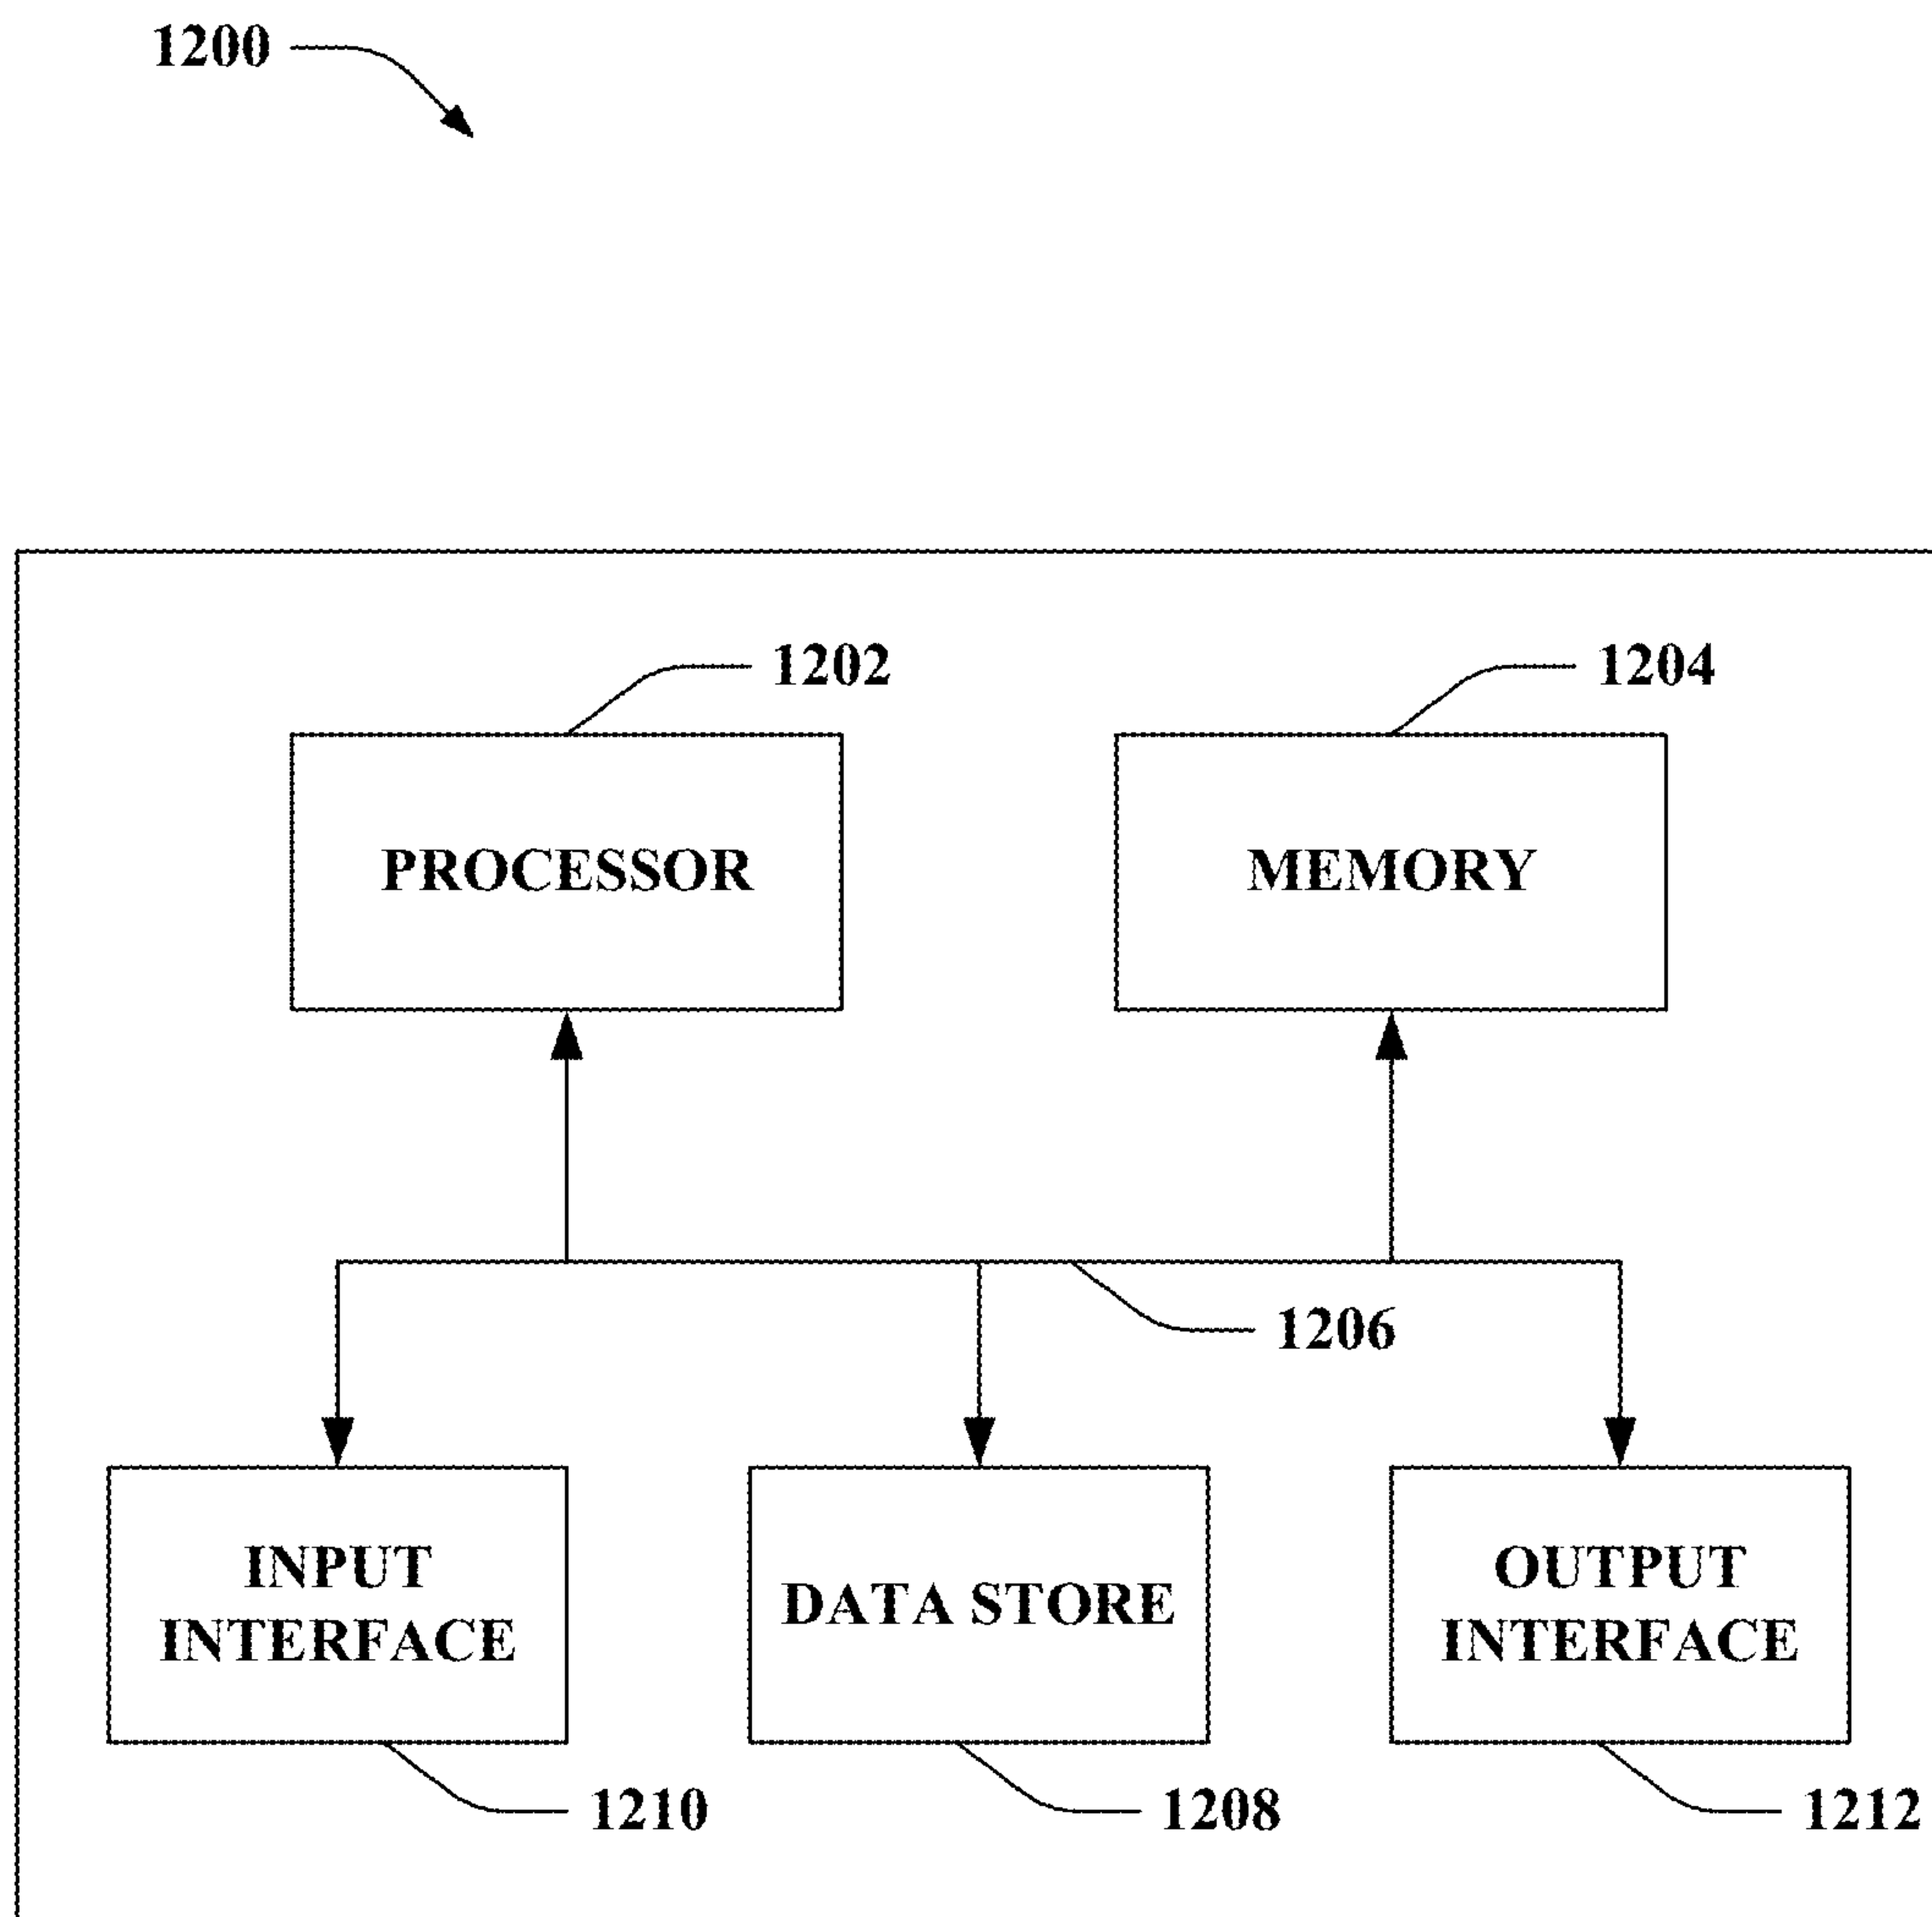 1200
1202
1204
PROCESSOR
MEMORY
1206
INPUT
INTERFACE
DATA STORE
OUTPUT
INTERFACE
1210
1208
1212